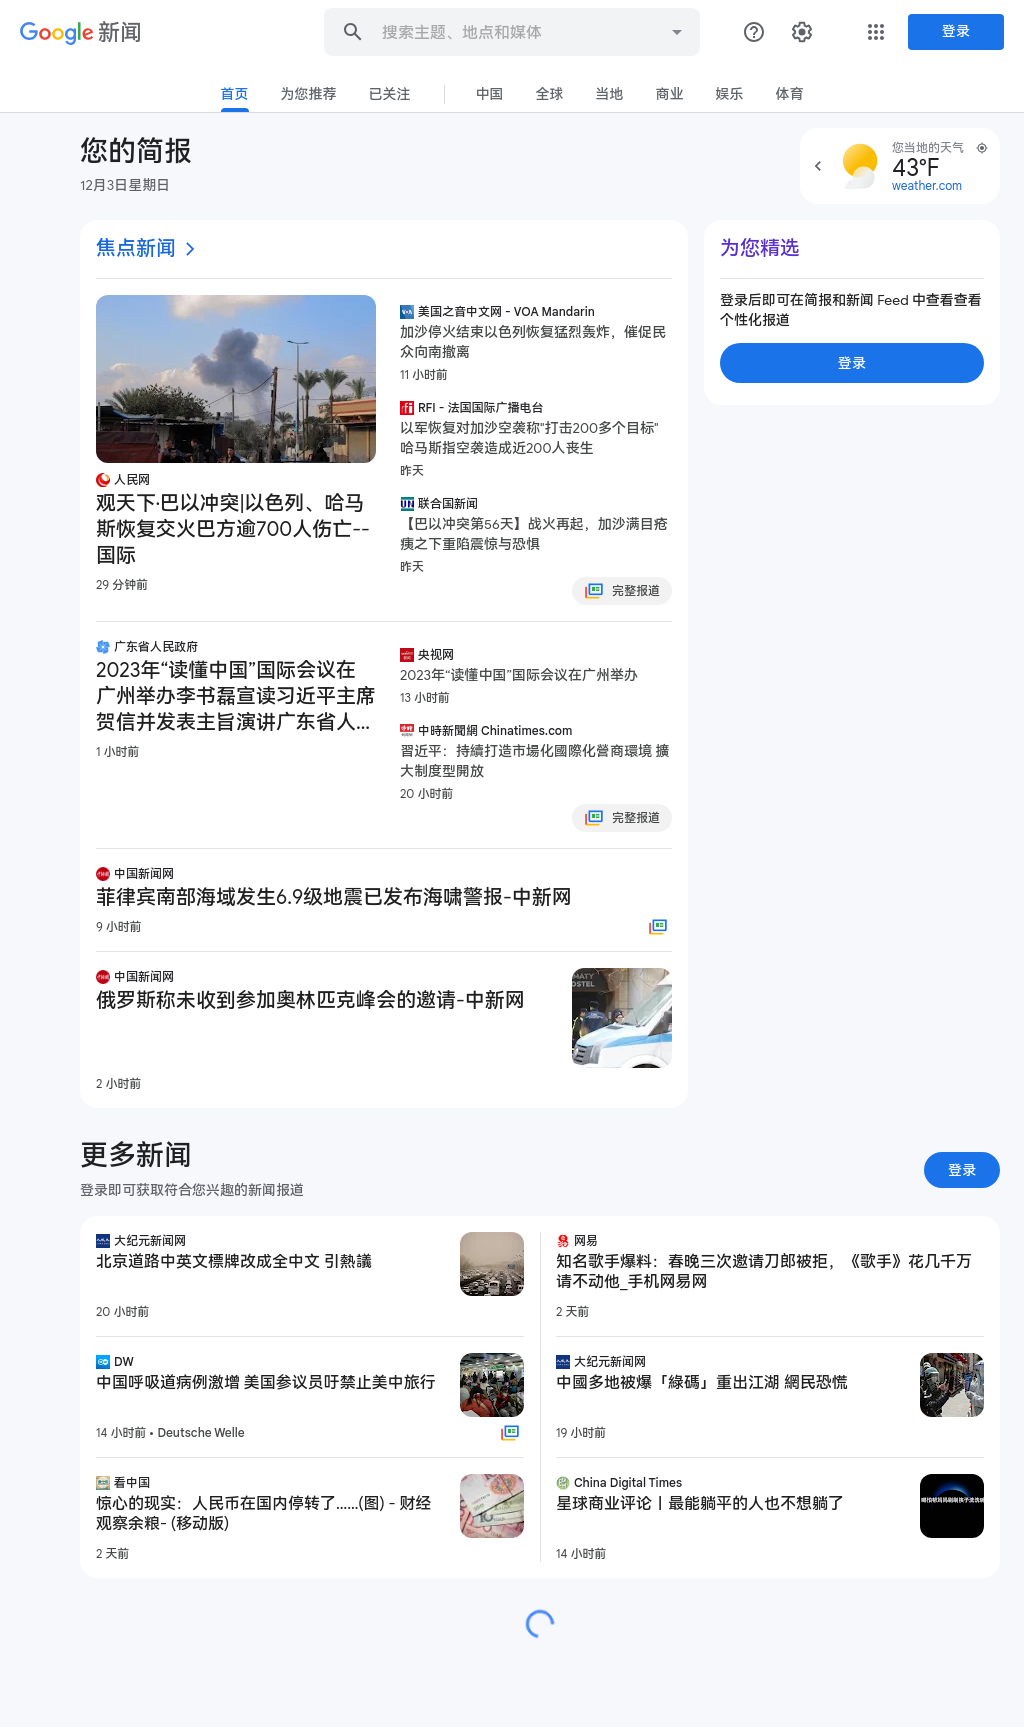 Google 新闻
搜索主题、地点和媒体
登录
首页
为您推荐
已关注
中国
全球
当地
商业
娱乐
体育
您的简报
12月3日星期日
您当地的天气
43°F
weather.com
焦点新闻
人民网
观天下·巴以冲突|以色列、哈马
斯恢复交火巴方逾700人伤亡--
国际
29 分钟前
美国之音中文网 - VOA Mandarin
加沙停火结束以色列恢复猛烈轰炸，催促民
众向南撤离
11 小时前
RFI - 法国国际广播电台
以军恢复对加沙空袭称"打击200多个目标"
哈马斯指空袭造成近200人丧生
昨天
联合国新闻
【巴以冲突第56天】战火再起，加沙满目疮
痍之下重陷震惊与恐惧
昨天
完整报道
为您精选
登录后即可在简报和新闻 Feed 中查看查看
个性化报道
登录
广东省人民政府
2023年“读懂中国”国际会议在
广州举办李书磊宣读习近平主席
贺信并发表主旨演讲广东省人...
1 小时前
央视网
2023年“读懂中国”国际会议在广州举办
13 小时前
中時新聞網 Chinatimes.com
習近平：持續打造市場化國際化營商環境 擴
大制度型開放
20 小时前
完整报道
中国新闻网
菲律宾南部海域发生6.9级地震已发布海啸警报-中新网
9 小时前
中国新闻网
俄罗斯称未收到参加奥林匹克峰会的邀请-中新网
2 小时前
更多新闻
登录即可获取符合您兴趣的新闻报道
登录
大纪元新闻网
北京道路中英文標牌改成全中文 引熱議
20 小时前
网易
知名歌手爆料：春晚三次邀请刀郎被拒，《歌手》花几千万
请不动他_手机网易网
2 天前
DW
中国呼吸道病例激增 美国参议员吁禁止美中旅行
14 小时前 • Deutsche Welle
大纪元新闻网
中國多地被爆「綠碼」重出江湖 網民恐慌
19 小时前
看中国
惊心的现实：人民币在国内停转了……(图) - 财经
观察余粮- (移动版)
2 天前
China Digital Times
星球商业评论丨最能躺平的人也不想躺了
14 小时前